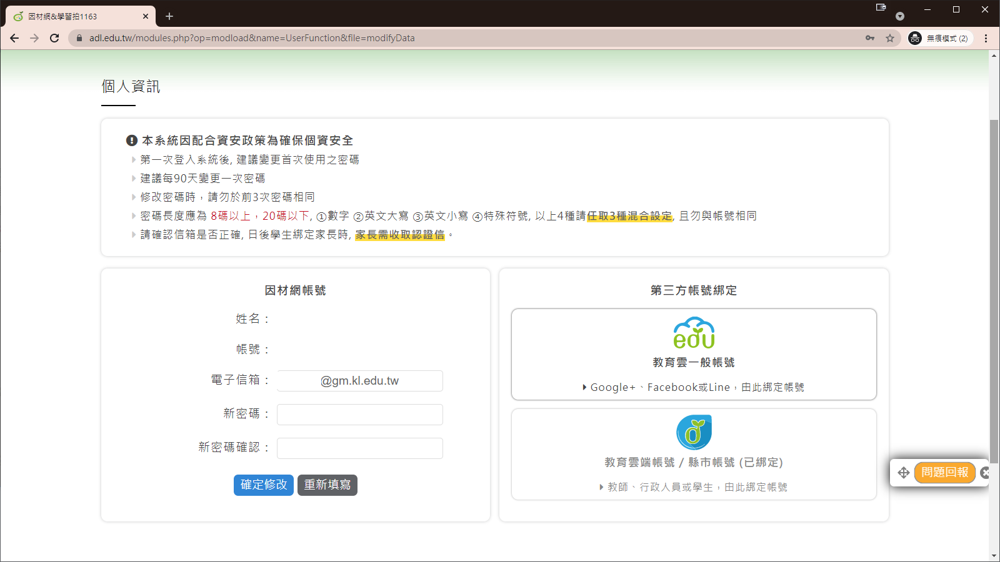 因材網&學習拍1163
adl.edu.tw/modules.php?op=modload&name=UserFunction&file=modifyData
無痕模式 (2)
個人資訊
本系統因配合資安政策為確保個資安全
第一次登入系統後, 建議變更首次使用之密碼
建議每90天變更一次密碼
修改密碼時，請勿於前3次密碼相同
密碼長度應為 8碼以上，20碼以下, ①數字 ②英文大寫 ③英文小寫 ④特殊符號, 以上4種請任取3種混合設定, 且勿與帳號相同
請確認信箱是否正確, 日後學生綁定家長時, 家長需收取認證信。
因材網帳號
姓名：
帳號：
電子信箱： @gm.kl.edu.tw
新密碼：
新密碼確認：
確定修改 重新填寫
第三方帳號綁定
edu
教育雲一般帳號
Google+、Facebook或Line，由此綁定帳號
教育雲端帳號 / 縣市帳號 (已綁定)
教師、行政人員或學生，由此綁定帳號
問題回報